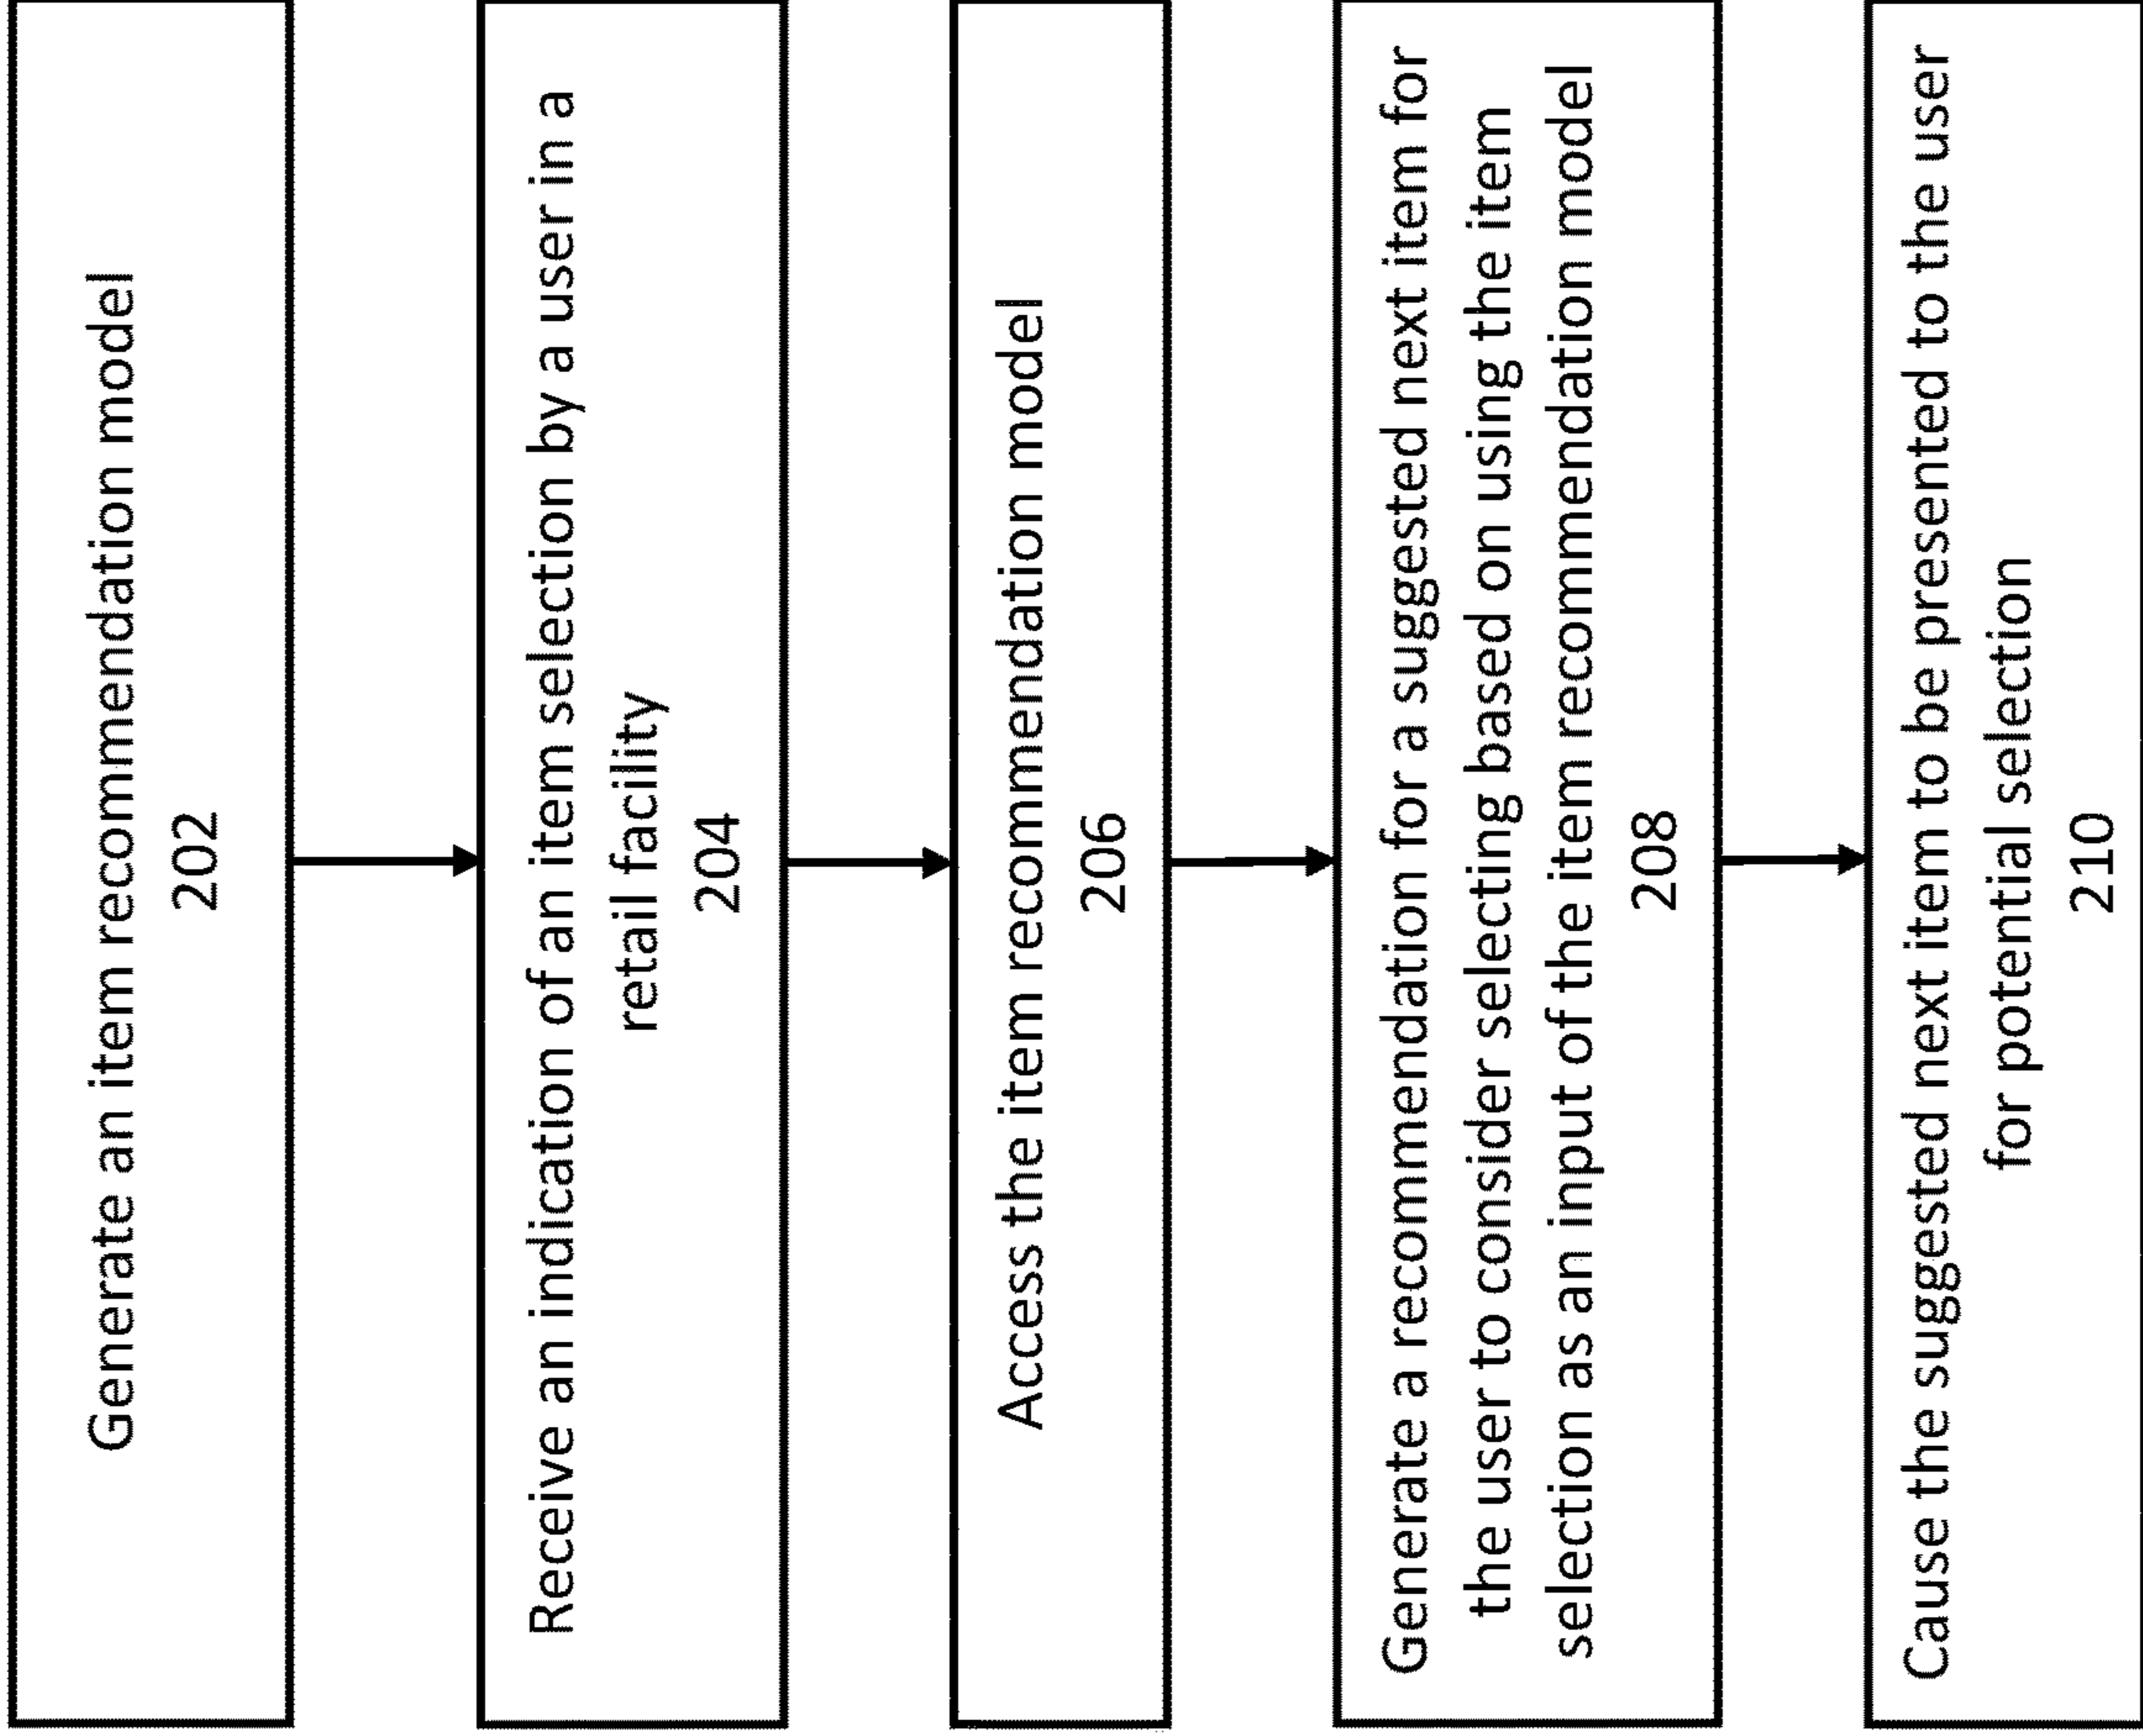 Generate an item recommendation model
202
Receive an indication of an item selection by a user in a
retail facility
204
Access the item recommendation model
206
Generate a recommendation for a suggested next item for
the user to consider selecting based on using the item
selection as an input of the item recommendation model
208
Cause the suggested next item to be presented to the user
for potential selection
210